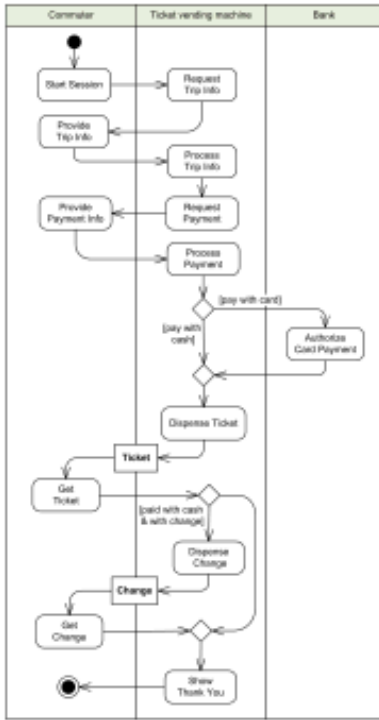 Commuter
Ticket vending machine
Bank
Start Session
Request
Trip Info
Provide
Trip Info
Process
Trip Info
Provide
Payment Info
Request
Payment
Process
Payment
[pay with card]
[pay with
cash]
Authorize
Card Payment
Dispense Ticket
Ticket
Get
Ticket
[paid with cash
& with change]
Dispense
Change
Change
Get
Change
Show
Thank You